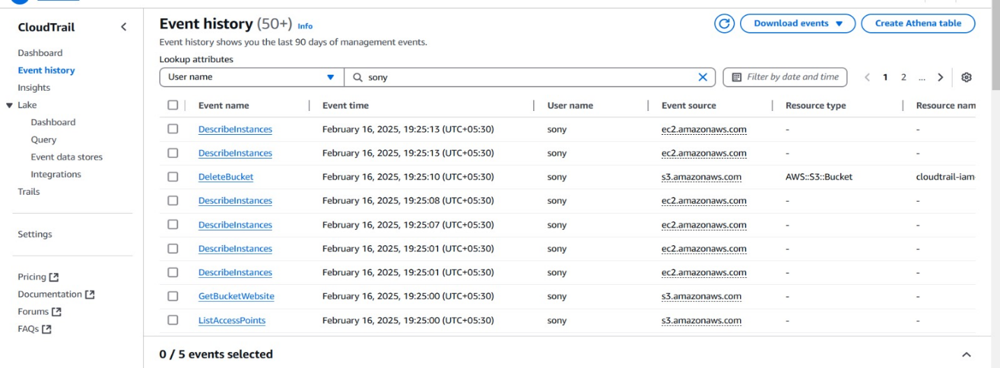 CloudTrail
Dashboard
Event history
Insights
Lake
Dashboard
Query
Event data stores
Integrations
Trails
Settings
Pricing
Documentation
Forums
FAQs
Event history (50+) Info
Download events
Create Athena table
Event history shows you the last 90 days of management events.
Lookup attributes
User name
sony
Filter by date and time
1 2 ...
Event name Event time User name Event source Resource type Resource nam
DescribeInstances February 16, 2025, 19:25:13 (UTC+05:30) sony ec2.amazonaws.com - -
DescribeInstances February 16, 2025, 19:25:13 (UTC+05:30) sony ec2.amazonaws.com - -
DeleteBucket February 16, 2025, 19:25:10 (UTC+05:30) sony s3.amazonaws.com AWS::S3::Bucket cloudtrail-iam-
DescribeInstances February 16, 2025, 19:25:08 (UTC+05:30) sony ec2.amazonaws.com - -
DescribeInstances February 16, 2025, 19:25:07 (UTC+05:30) sony ec2.amazonaws.com - -
DescribeInstances February 16, 2025, 19:25:01 (UTC+05:30) sony ec2.amazonaws.com - -
DescribeInstances February 16, 2025, 19:25:01 (UTC+05:30) sony ec2.amazonaws.com - -
GetBucketWebsite February 16, 2025, 19:25:00 (UTC+05:30) sony s3.amazonaws.com - -
ListAccessPoints February 16, 2025, 19:25:00 (UTC+05:30) sony s3.amazonaws.com - -
0 / 5 events selected